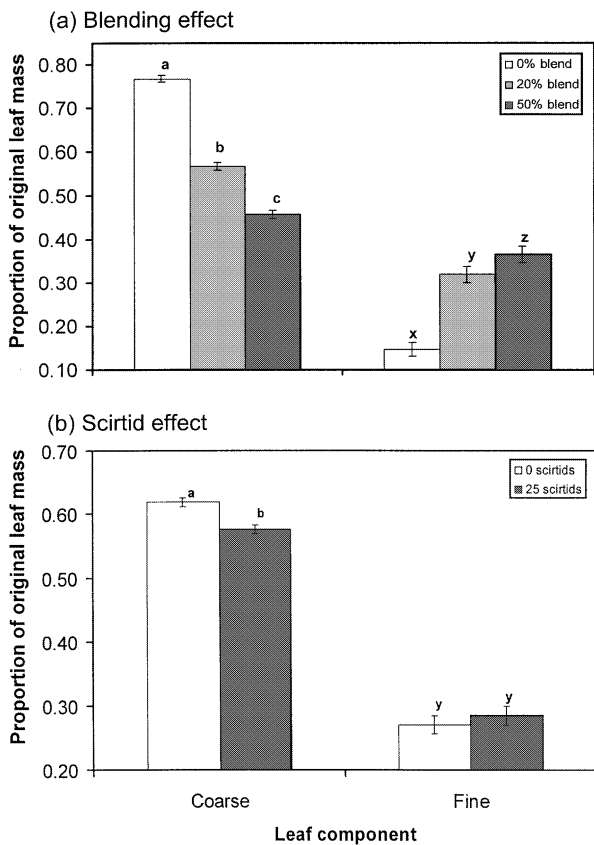 (a) Blending effect
Proportion of original leaf mass
0.80
0.70
0.60
0.50
0.40
0.30
0.20
0.10
a
b
c
x
y
z
0% blend
20% blend
50% blend
(b) Scirtid effect
Proportion of original leaf mass
0.70
0.60
0.50
0.40
0.30
0.20
a
b
y
y
0 scirtids
25 scirtids
Coarse
Fine
Leaf component